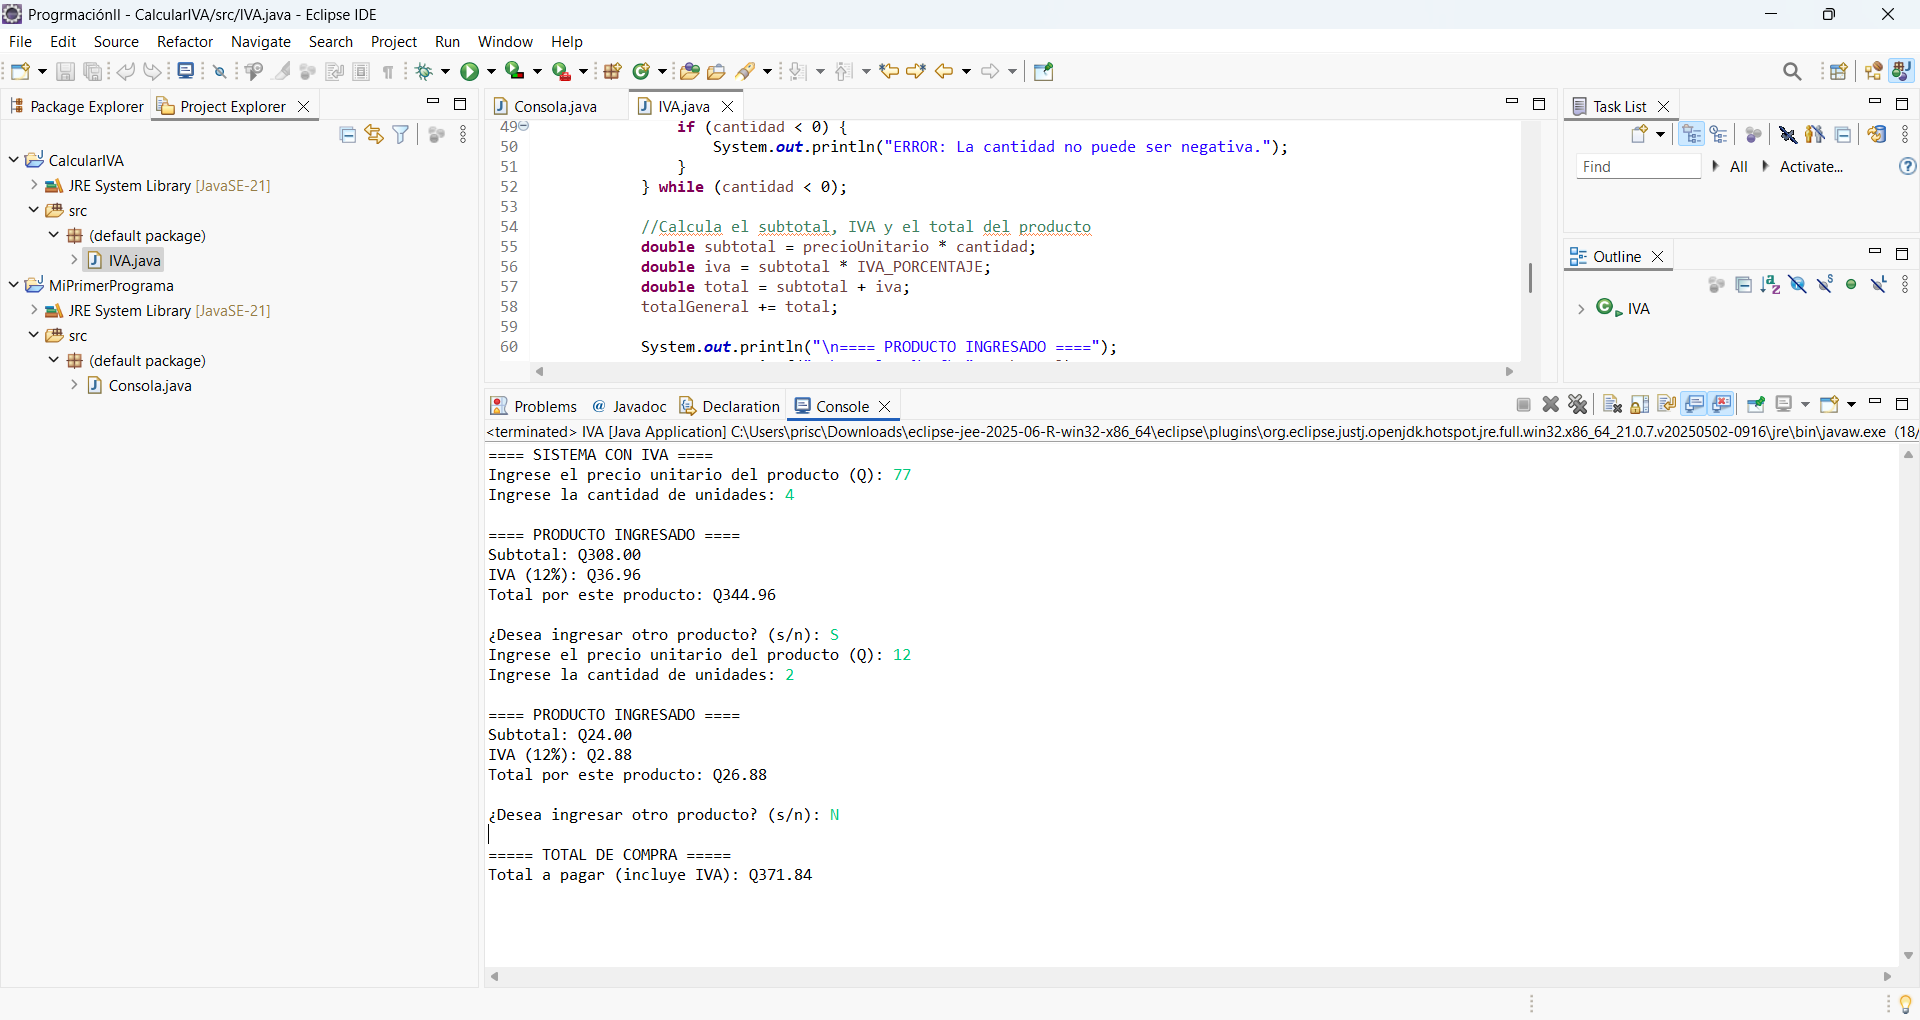 ProgrmaciónII - CalcularIVA/src/IVA.java - Eclipse IDE
File Edit Source Refactor Navigate Search Project Run Window Help
Package Explorer Project Explorer
CalcularIVA
JRE System Library [JavaSE-21]
src
(default package)
IVA.java
MiPrimerPrograma
JRE System Library [JavaSE-21]
src
(default package)
Consola.java
Consola.java IVA.java
49 if (cantidad < 0) {
50 System.out.println("ERROR: La cantidad no puede ser negativa.");
51 }
52 } while (cantidad < 0);
53
54 //Calcula el subtotal, IVA y el total del producto
55 double subtotal = precioUnitario * cantidad;
56 double iva = subtotal * IVA_PORCENTAJE;
57 double total = subtotal + iva;
58 totalGeneral += total;
59
60 System.out.println("\n==== PRODUCTO INGRESADO ====");
Task List
Find All Activate...
Outline
IVA
Problems Javadoc Declaration Console
<terminated> IVA [Java Application] C:\Users\prisc\Downloads\eclipse-jee-2025-06-R-win32-x86_64\eclipse\plugins\org.eclipse.justj.openjdk.hotspot.jre.full.win32.x86_64_21.0.7.v20250502-0916\jre\bin\javaw.exe (18/
==== SISTEMA CON IVA ====
Ingrese el precio unitario del producto (Q): 77
Ingrese la cantidad de unidades: 4
==== PRODUCTO INGRESADO ====
Subtotal: Q308.00
IVA (12%): Q36.96
Total por este producto: Q344.96
¿Desea ingresar otro producto? (s/n): S
Ingrese el precio unitario del producto (Q): 12
Ingrese la cantidad de unidades: 2
==== PRODUCTO INGRESADO ====
Subtotal: Q24.00
IVA (12%): Q2.88
Total por este producto: Q26.88
¿Desea ingresar otro producto? (s/n): N
===== TOTAL DE COMPRA =====
Total a pagar (incluye IVA): Q371.84